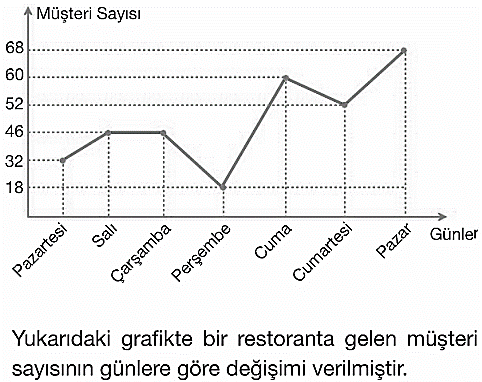 Müşteri Sayısı
68
60
52
46
32
18
Pazartesi
Salı
Çarşamba
Perşembe
Cuma
Cumartesi
Pazar
Günler
Yukarıdaki grafikte bir restoranta gelen müşteri
sayısının günlere göre değişimi verilmiştir.